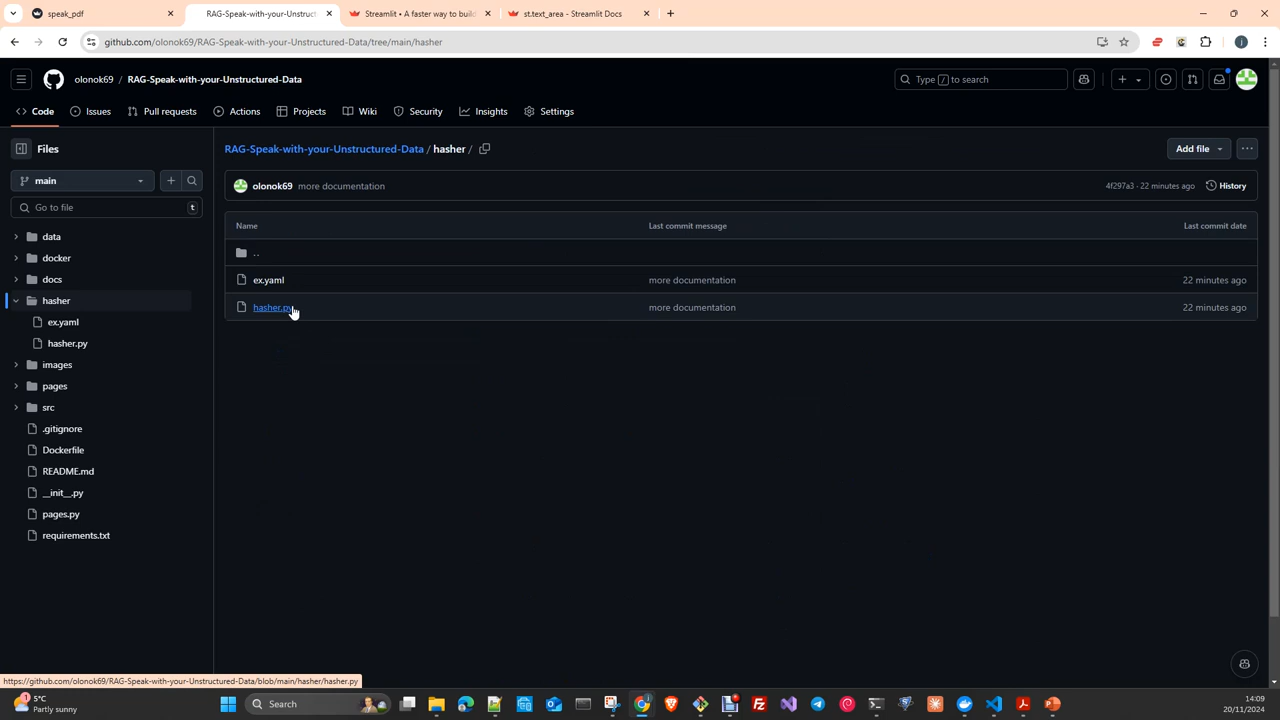 speak_pdf
RAG-Speak-with-your-Unstruct
Streamlit • A faster way to build
st.text_area - Streamlit Docs
github.com/olonok69/RAG-Speak-with-your-Unstructured-Data/tree/main/hasher
olonok69 / RAG-Speak-with-your-Unstructured-Data
Type / to search
Code
Issues
Pull requests
Actions
Projects
Wiki
Security
Insights
Settings
Files
main
Go to file
t
data
docker
docs
hasher
ex.yaml
hasher.py
images
pages
src
.gitignore
Dockerfile
README.md
__init__.py
pages.py
requirements.txt
RAG-Speak-with-your-Unstructured-Data / hasher /
Add file
olonok69 more documentation
4f297a3 · 22 minutes ago
History
Name Last commit message Last commit date
..
ex.yaml more documentation 22 minutes ago
hasher.py more documentation 22 minutes ago
https://github.com/olonok69/RAG-Speak-with-your-Unstructured-Data/blob/main/hasher/hasher.py
1
5°C
Partly sunny
Search
14:09
20/11/2024